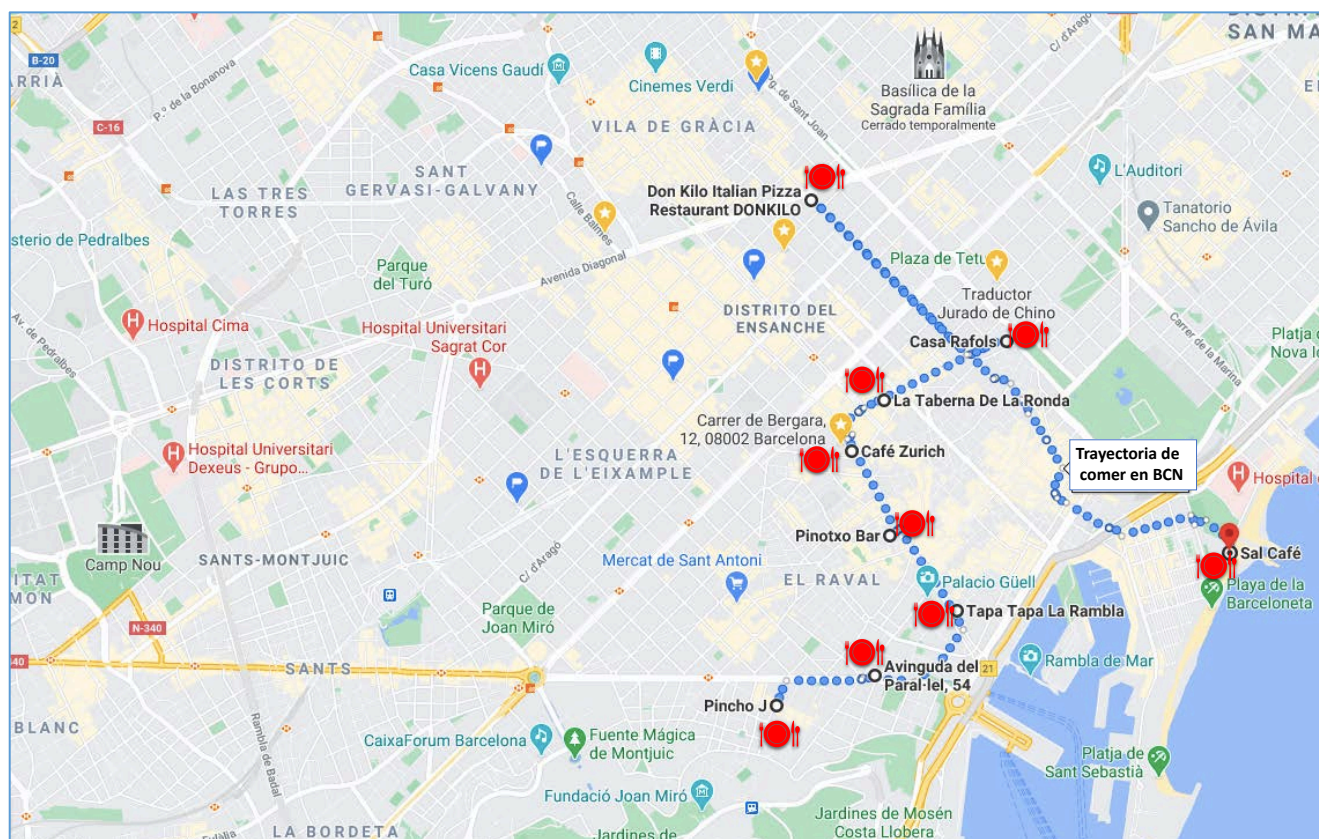 SAN MA
2
B-20
ARRIÀ
P.º de la Bonanova
C-16
Casa Vicens Gaudí
Cinemes Verdi
Pg. de Sant Joan
C/ d'Aragó
Basílica de la
Sagrada Família
Cerrado temporalmente
VILA DE GRÀCIA
SANT
GERVASI-GALVANY
LAS TRES
TORRES
Calle Balmes
Don Kilo Italian Pizza
Restaurant DONKILO
L'Auditori
Tanatorio
Sancho de Ávila
sterio de Pedralbes
Parque
del Turó
Avenida Diagonal
Plaza de Tetu
Traductor
Jurado de Chino
DISTRITO DEL
ENSANCHE
Av. de Pedralbes
Hospital Cima
Hospital Universitari
Sagrat Cor
Casa Rafols
Carrer de la Marina
Platja d
Nova I
DISTRITO DE
LES CORTS
La Taberna De La Ronda
Carrer de Bergara,
12, 08002 Barcelona
Café Zurich
Hospital Universitari
Dexeus - Grupo...
L'ESQUERRA
DE L'EIXAMPLE
Trayectoria de
comer en BCN
Hospital
Camp Nou
SANTS-MONTJUIC
C/ d'Aragó
Pinotxo Bar
Sal Café
Mercat de Sant Antoni
EL RAVAL
Palacio Güell
Playa de la
Barceloneta
ITAT
MON
Parque de
Joan Miró
Tapa Tapa La Rambla
N-340
340
SANTS
21
Rambla de Mar
Avinguda del
Paral·lel, 54
Pincho J
BLANC
Rambla de Badal
CaixaForum Barcelona
Fuente Mágica
de Montjuic
Platja de
Sant Sebastià
Fundació Joan Miró
LA BORDETA
Jardines de
Jardines de Mosén
Costa Llobera